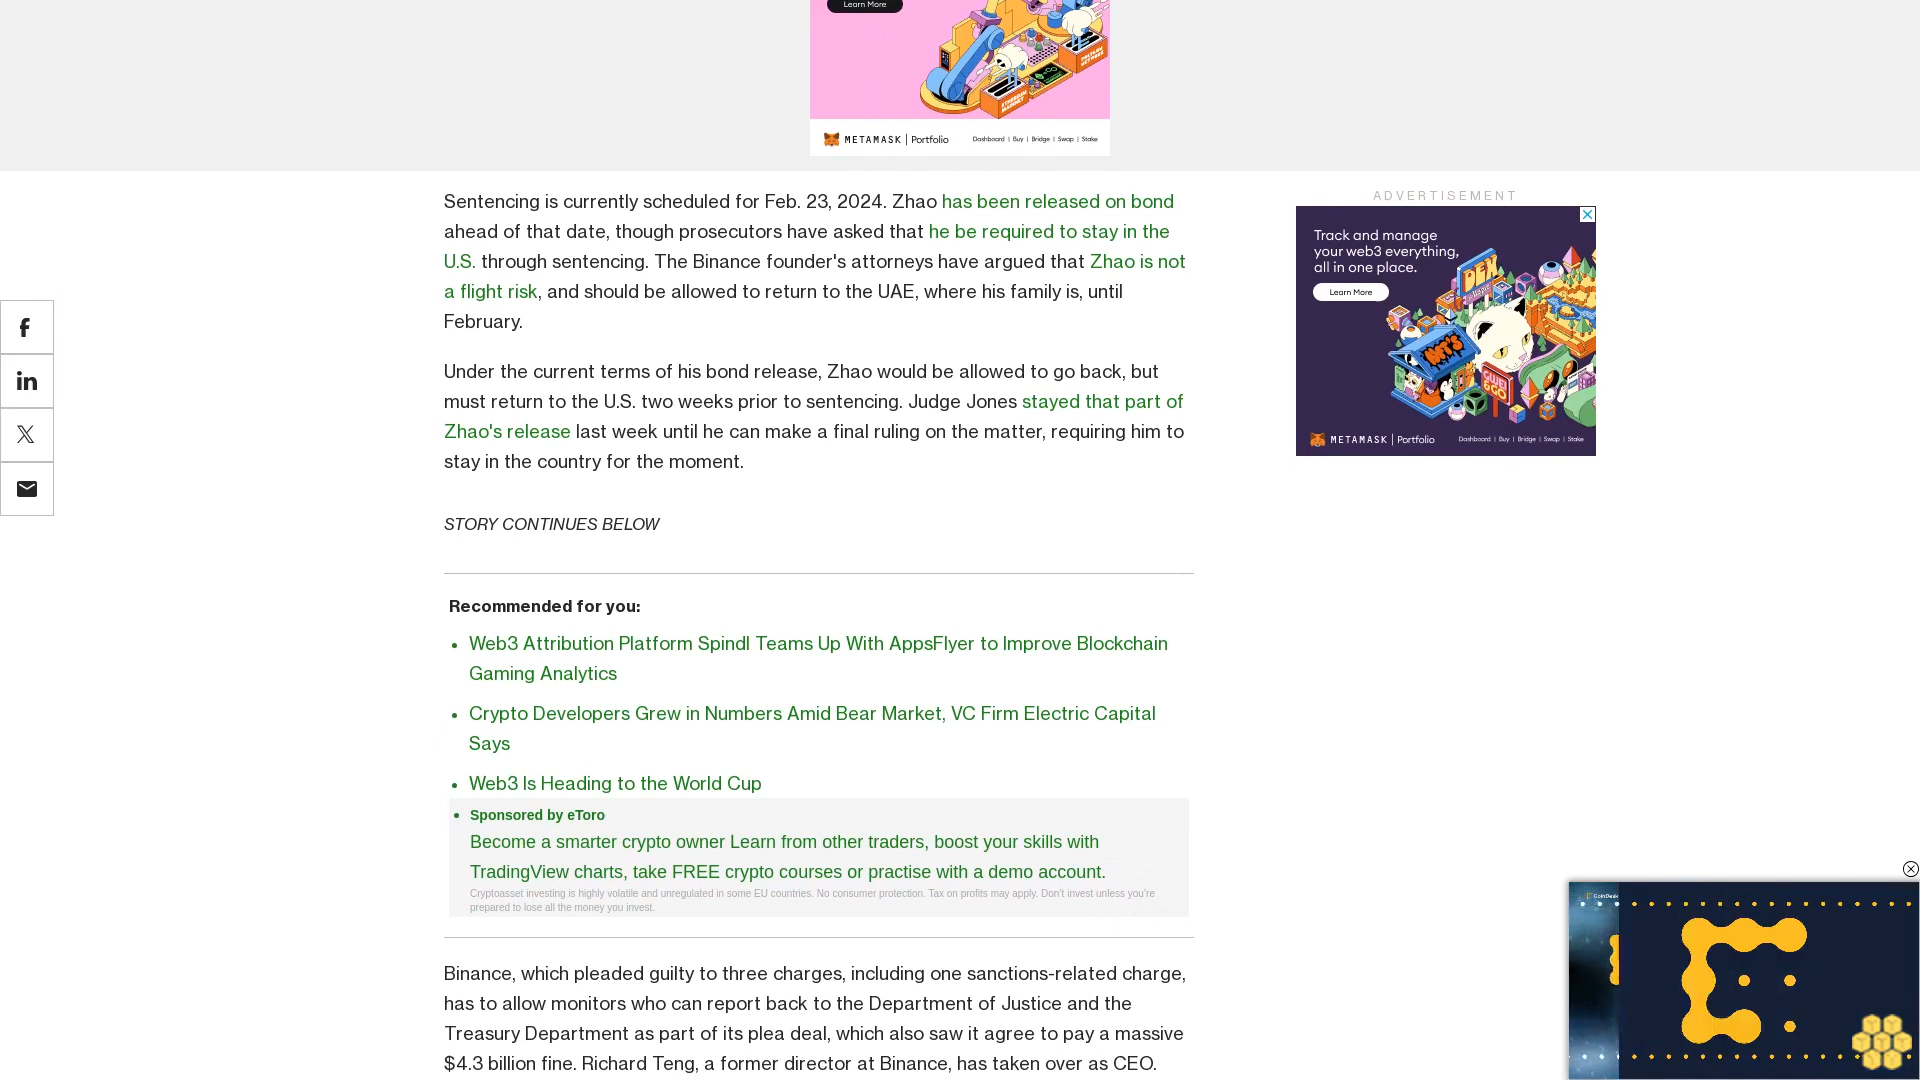 Learn More
METAMASK | Portfolio
Dashboard | Buy | Bridge | Swap | Stake
Sentencing is currently scheduled for Feb. 23, 2024. Zhao has been released on bond
ahead of that date, though prosecutors have asked that he be required to stay in the
U.S. through sentencing. The Binance founder's attorneys have argued that Zhao is not
a flight risk, and should be allowed to return to the UAE, where his family is, until
February.
Under the current terms of his bond release, Zhao would be allowed to go back, but
must return to the U.S. two weeks prior to sentencing. Judge Jones stayed that part of
Zhao's release last week until he can make a final ruling on the matter, requiring him to
stay in the country for the moment.
STORY CONTINUES BELOW
Recommended for you:
• Web3 Attribution Platform Spindl Teams Up With AppsFlyer to Improve Blockchain
Gaming Analytics
• Crypto Developers Grew in Numbers Amid Bear Market, VC Firm Electric Capital
Says
• Web3 Is Heading to the World Cup
• Sponsored by eToro
Become a smarter crypto owner Learn from other traders, boost your skills with
TradingView charts, take FREE crypto courses or practise with a demo account.
Cryptoasset investing is highly volatile and unregulated in some EU countries. No consumer protection. Tax on profits may apply. Don't invest unless you're
prepared to lose all the money you invest.
Binance, which pleaded guilty to three charges, including one sanctions-related charge,
has to allow monitors who can report back to the Department of Justice and the
Treasury Department as part of its plea deal, which also saw it agree to pay a massive
$4.3 billion fine. Richard Teng, a former director at Binance, has taken over as CEO.
ADVERTISEMENT
Track and manage
your web3 everything,
all in one place.
Learn More
DEX
NFT'S
GWEI
& GO
METAMASK | Portfolio
Dashboard | Buy | Bridge | Swap | Stake
CoinDesk